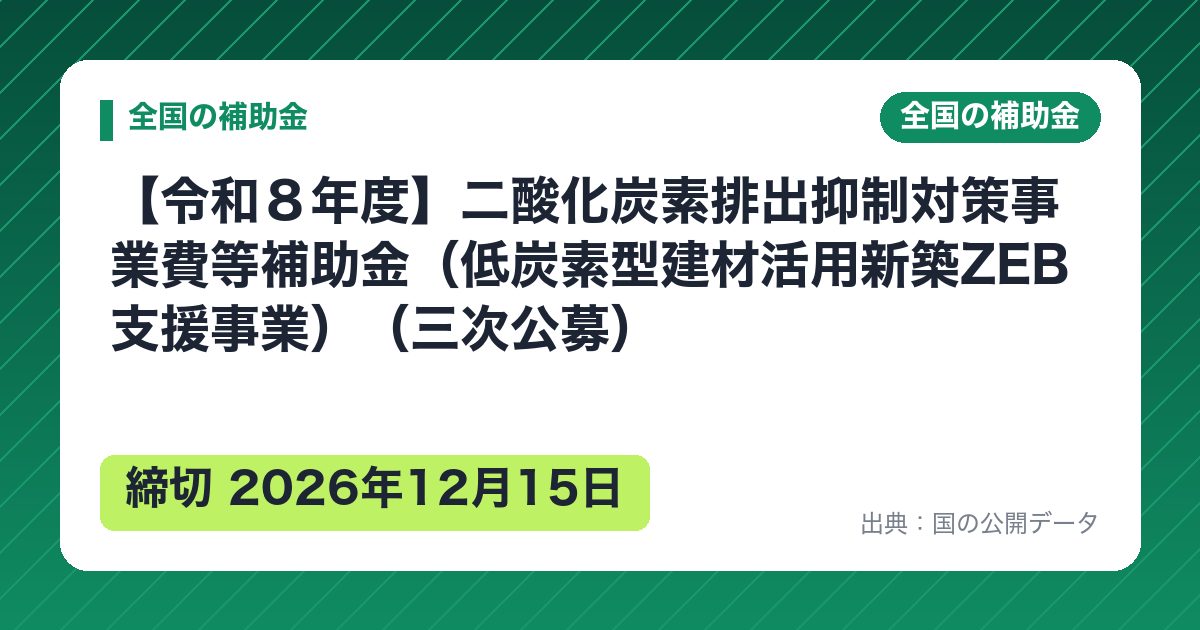 全国の補助金
全国の補助金
【令和８年度】二酸化炭素排出抑制対策事
業費等補助金（低炭素型建材活用新築ZEB
支援事業）（三次公募）
締切 2026年12月15日
出典：国の公開データ